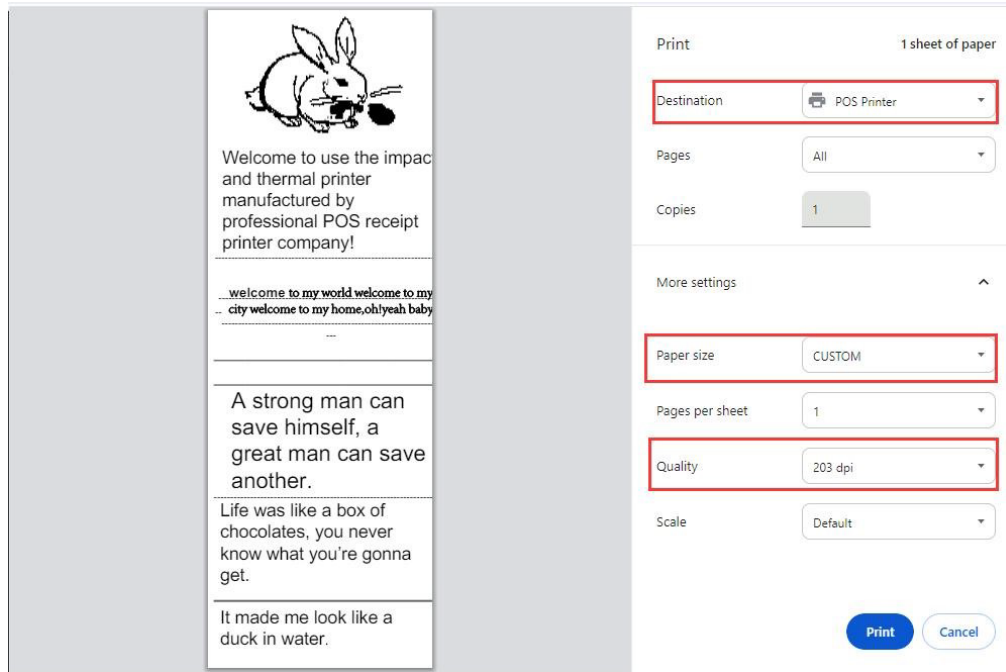 Welcome to use the impac
and thermal printer
manufactured by
professional POS receipt
printer company!
welcome to my world welcome to my
city welcome to my home,oh!yeah baby
A strong man can
save himself, a
great man can save
another.
Life was like a box of
chocolates, you never
know what you're gonna
get.
It made me look like a
duck in water.
Print 1 sheet of paper
Destination POS Printer
Pages All
Copies 1
More settings
Paper size CUSTOM
Pages per sheet 1
Quality 203 dpi
Scale Default
Print Cancel